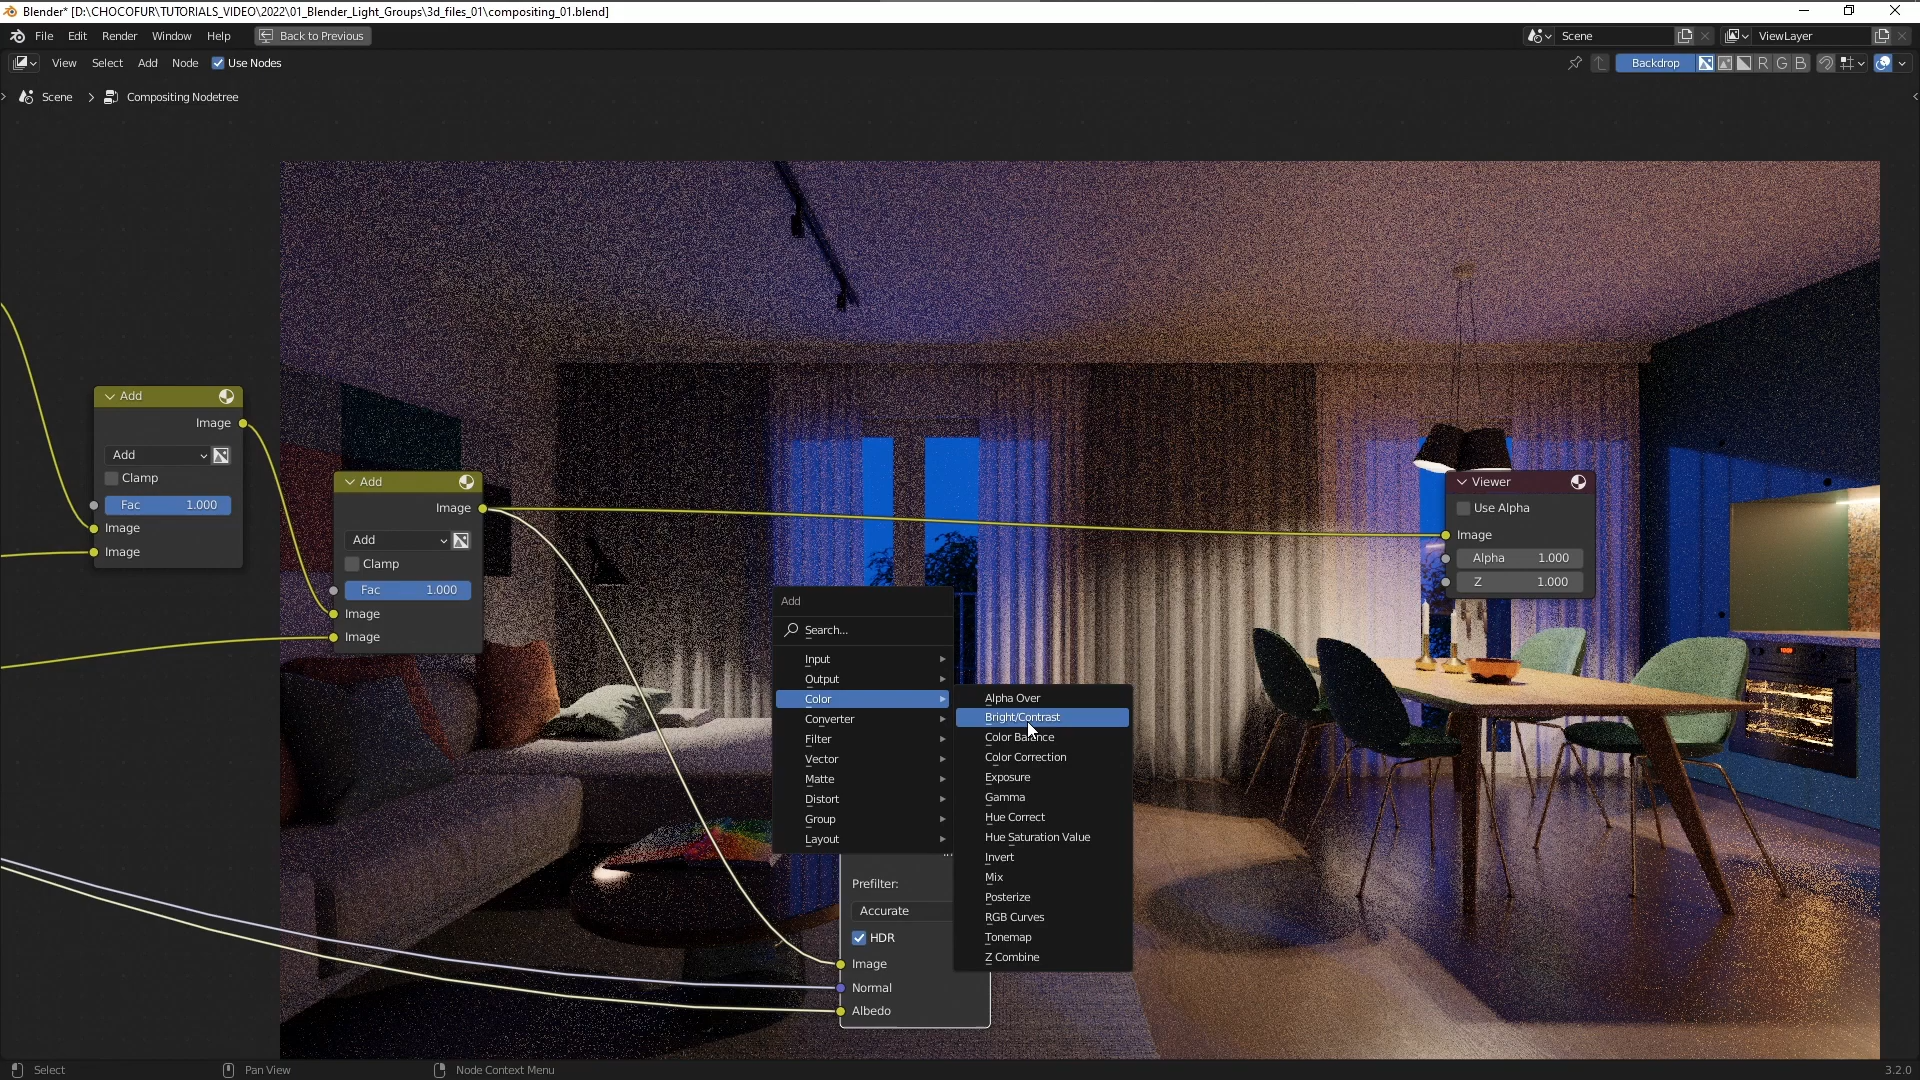 Blender* [D:\CHOCOFUR\TUTORIALS_VIDEO\2022\01_Blender_Light_Groups\3d_files_01\compositing_01.blend]
File Edit Render Window Help Back to Previous Scene ViewLayer
View Select Add Node Use Nodes Backdrop R G B
Scene Compositing Nodetree
Add
Image
Add
Clamp
Fac 1.000
Image
Image
Add
Image
Add
Clamp
Fac 1.000
Image
Image
Viewer
Use Alpha
Image
Alpha 1.000
Z 1.000
Add
Search...
Input
Output
Color
Converter
Filter
Vector
Matte
Distort
Group
Layout
Alpha Over
Bright/Contrast
Color Balance
Color Correction
Exposure
Gamma
Hue Correct
Hue Saturation Value
Invert
Mix
Posterize
RGB Curves
Tonemap
Z Combine
Prefilter:
Accurate
HDR
Image
Normal
Albedo
Select Pan View Node Context Menu 3.2.0